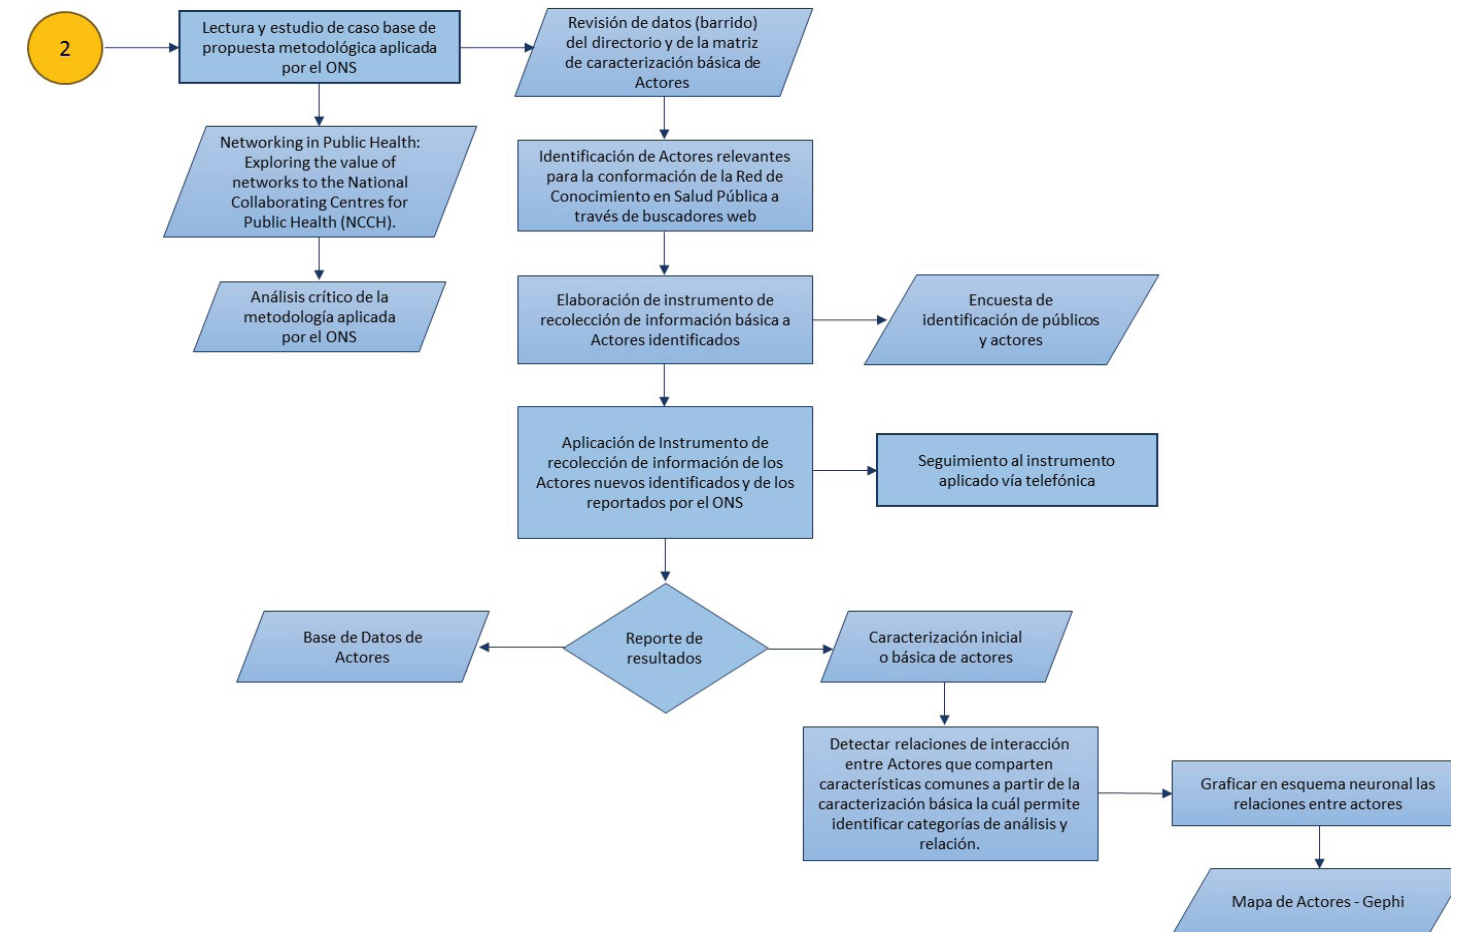 2
Lectura y estudio de caso base de
propuesta metodológica aplicada
por el ONS
Revisión de datos (barrido)
del directorio y de la matriz
de caracterización básica de
Actores
Networking in Public Health:
Exploring the value of
networks to the National
Collaborating Centres for
Public Health (NCCH).
Análisis crítico de la
metodología aplicada
por el ONS
Identificación de Actores relevantes
para la conformación de la Red de
Conocimiento en Salud Pública a
través de buscadores web
Elaboración de instrumento de
recolección de información básica a
Actores identificados
Encuesta de
identificación de públicos
y actores
Aplicación de Instrumento de
recolección de información de los
Actores nuevos identificados y de los
reportados por el ONS
Seguimiento al instrumento
aplicado vía telefónica
Reporte de
resultados
Base de Datos de
Actores
Caracterización inicial
o básica de actores
Detectar relaciones de interacción
entre Actores que comparten
características comunes a partir de la
caracterización básica la cuál permite
identificar categorías de análisis y
relación.
Graficar en esquema neuronal las
relaciones entre actores
Mapa de Actores - Gephi